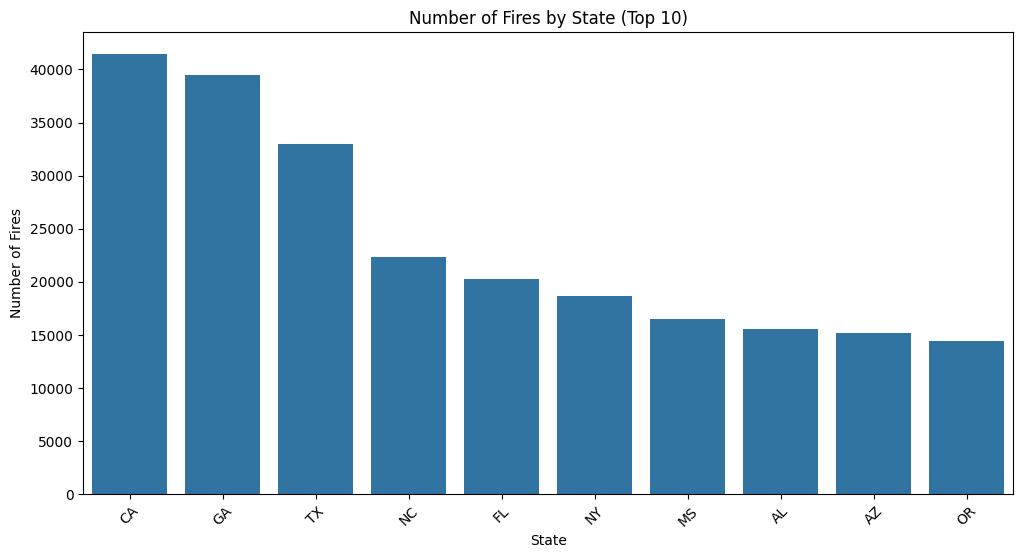 Number of Fires by State (Top 10)
40000
35000
30000
25000
20000
15000
10000
5000
0
Number of Fires
CA GA TX NC FL NY MS AL AZ OR
State